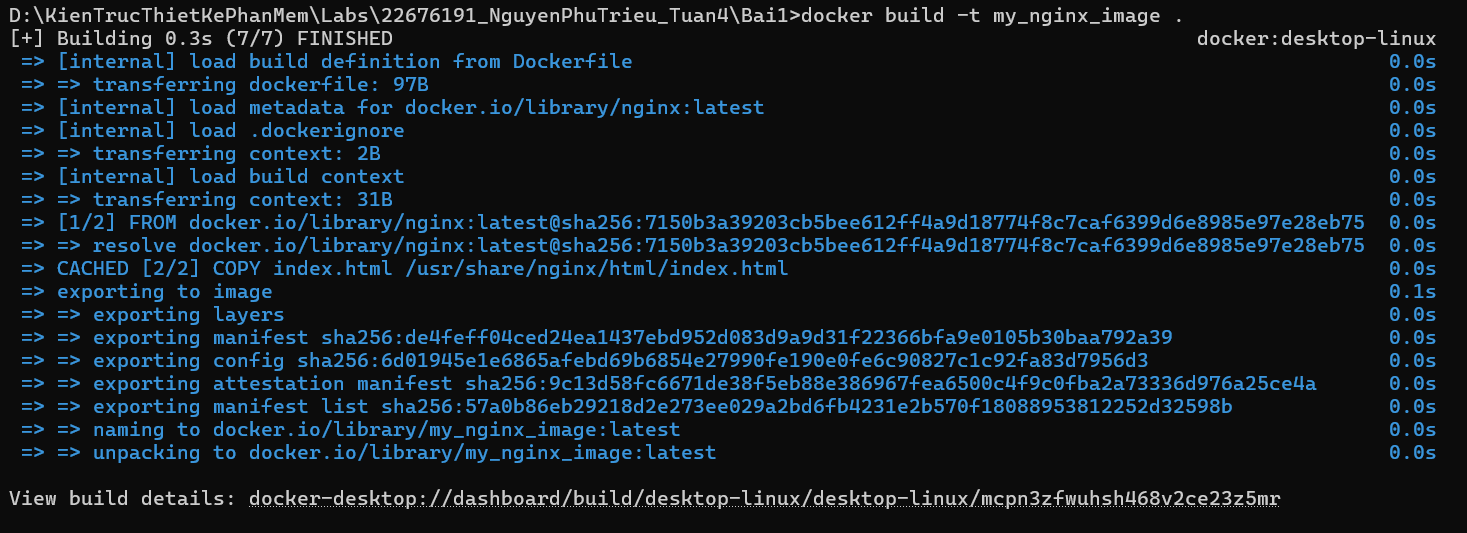 D:\KienTrucThietKePhanMem\Labs\22676191_NguyenPhuTrieu_Tuan4\Bai1>docker build -t my_nginx_image .
[+] Building 0.3s (7/7) FINISHED docker:desktop-linux
=> [internal] load build definition from Dockerfile 0.0s
=> => transferring dockerfile: 97B 0.0s
=> [internal] load metadata for docker.io/library/nginx:latest 0.0s
=> [internal] load .dockerignore 0.0s
=> => transferring context: 2B 0.0s
=> [internal] load build context 0.0s
=> => transferring context: 31B 0.0s
=> [1/2] FROM docker.io/library/nginx:latest@sha256:7150b3a39203cb5bee612ff4a9d18774f8c7caf6399d6e8985e97e28eb75 0.0s
=> => resolve docker.io/library/nginx:latest@sha256:7150b3a39203cb5bee612ff4a9d18774f8c7caf6399d6e8985e97e28eb75 0.0s
=> CACHED [2/2] COPY index.html /usr/share/nginx/html/index.html 0.0s
=> exporting to image 0.1s
=> => exporting layers 0.0s
=> => exporting manifest sha256:de4feff04ced24ea1437ebd952d083d9a9d31f22366bfa9e0105b30baa792a39 0.0s
=> => exporting config sha256:6d01945e1e6865afebd69b6854e27990fe190e0fe6c90827c1c92fa83d7956d3 0.0s
=> => exporting attestation manifest sha256:9c13d58fc6671de38f5eb88e386967fea6500c4f9c0fba2a73336d976a25ce4a 0.0s
=> => exporting manifest list sha256:57a0b86eb29218d2e273ee029a2bd6fb4231e2b570f18088953812252d32598b 0.0s
=> => naming to docker.io/library/my_nginx_image:latest 0.0s
=> => unpacking to docker.io/library/my_nginx_image:latest 0.0s
View build details: docker-desktop://dashboard/build/desktop-linux/desktop-linux/mcpn3zfwuhsh468v2ce23z5mr